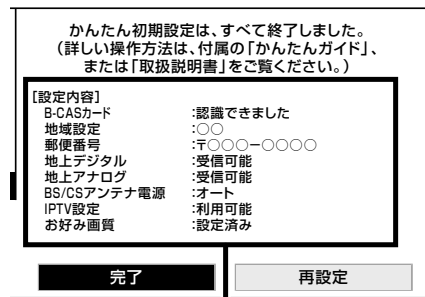 かんたん初期設定は、すべて終了しました。
（詳しい操作方法は、付属の「かんたんガイド」、
または「取扱説明書」をご覧ください。）
[設定内容]
B-CASカード :認識できました
地域設定 :○○
郵便番号 :〒○○○−○○○○
地上デジタル :受信可能
地上アナログ :受信可能
BS/CSアンテナ電源 :オート
IPTV設定 :利用可能
お好み画質 :設定済み
完了 再設定